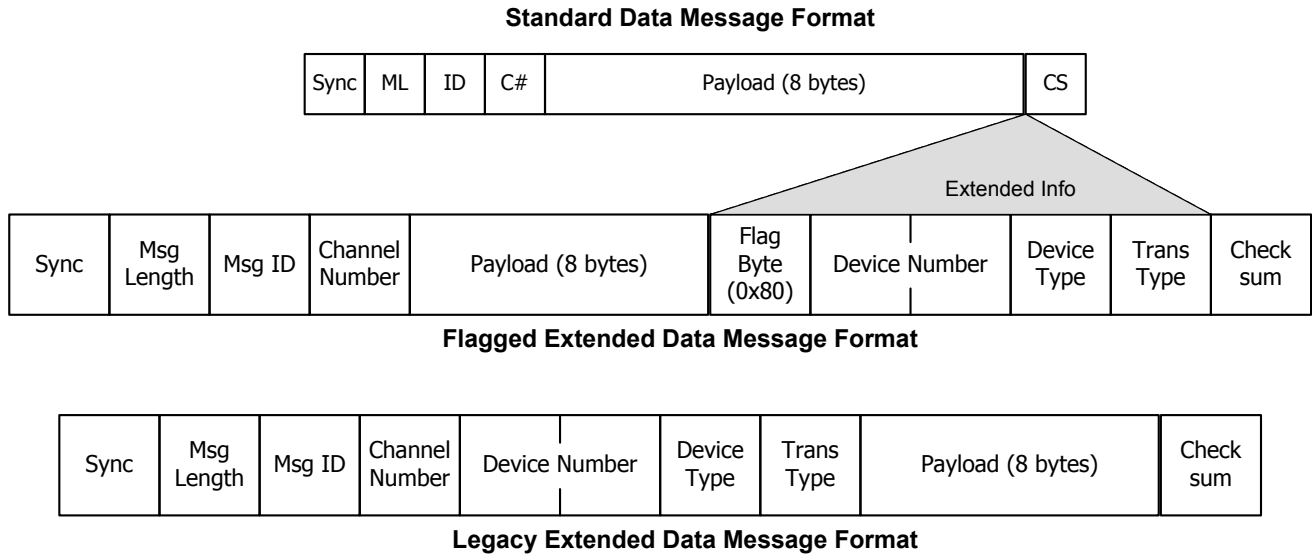 Standard Data Message Format
Sync ML ID C# Payload (8 bytes) CS
Extended Info
Sync Msg Length Msg ID Channel Number Payload (8 bytes) Flag Byte (0x80) Device Number Device Type Trans Type Check sum
Flagged Extended Data Message Format
Sync Msg Length Msg ID Channel Number Device Number Device Type Trans Type Payload (8 bytes) Check sum
Legacy Extended Data Message Format